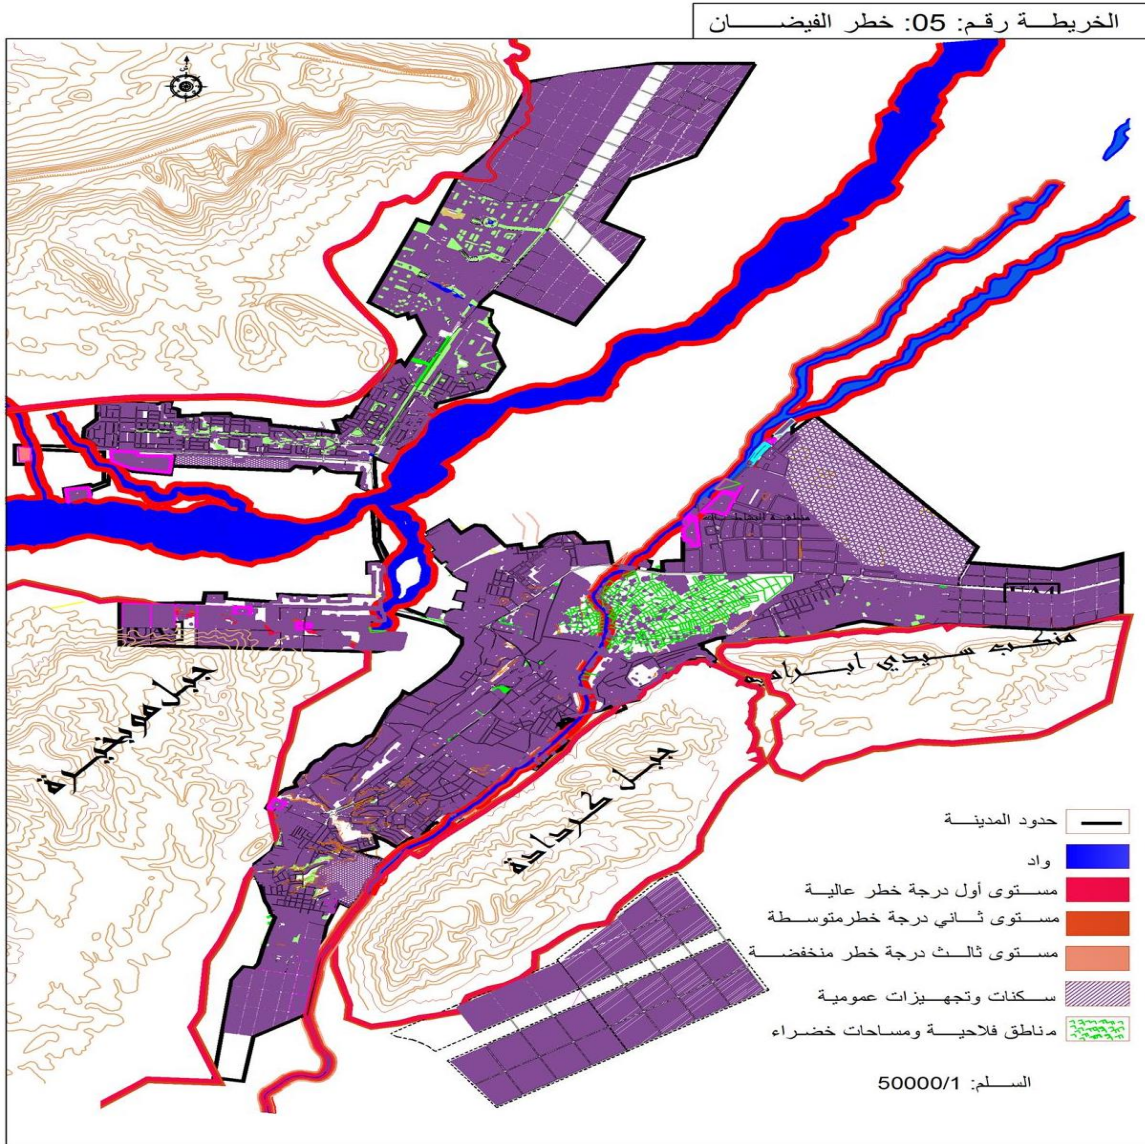 الخريطة رقم: 05: خطر الفيضان
منكب سيدي ابراهيم
جبل موبخيرة
جبل كردادة
حدود المدينة
واد
مستوى أول درجة خطر عالية
مستوى ثاني درجة خطر متوسطة
مستوى ثالث درجة خطر منخفضة
سكنات وتجهيزات عمومية
مناطق فلاحية ومساحات خضراء
السلم: 50000/1